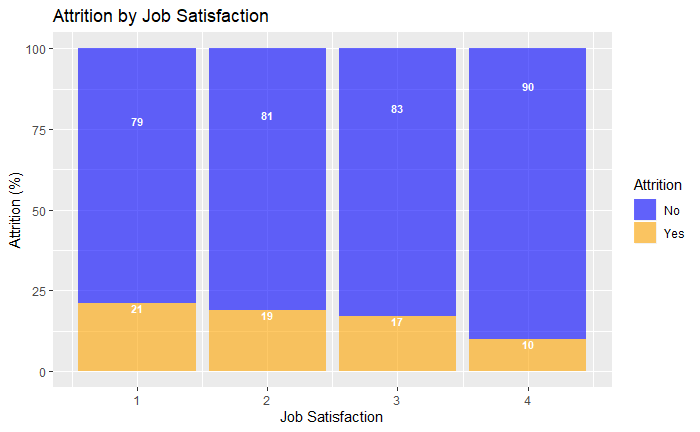 Attrition by Job Satisfaction
100
75
50
25
0
Attrition (%)
79
81
83
90
21
19
17
10
1
2
3
4
Job Satisfaction
Attrition
No
Yes